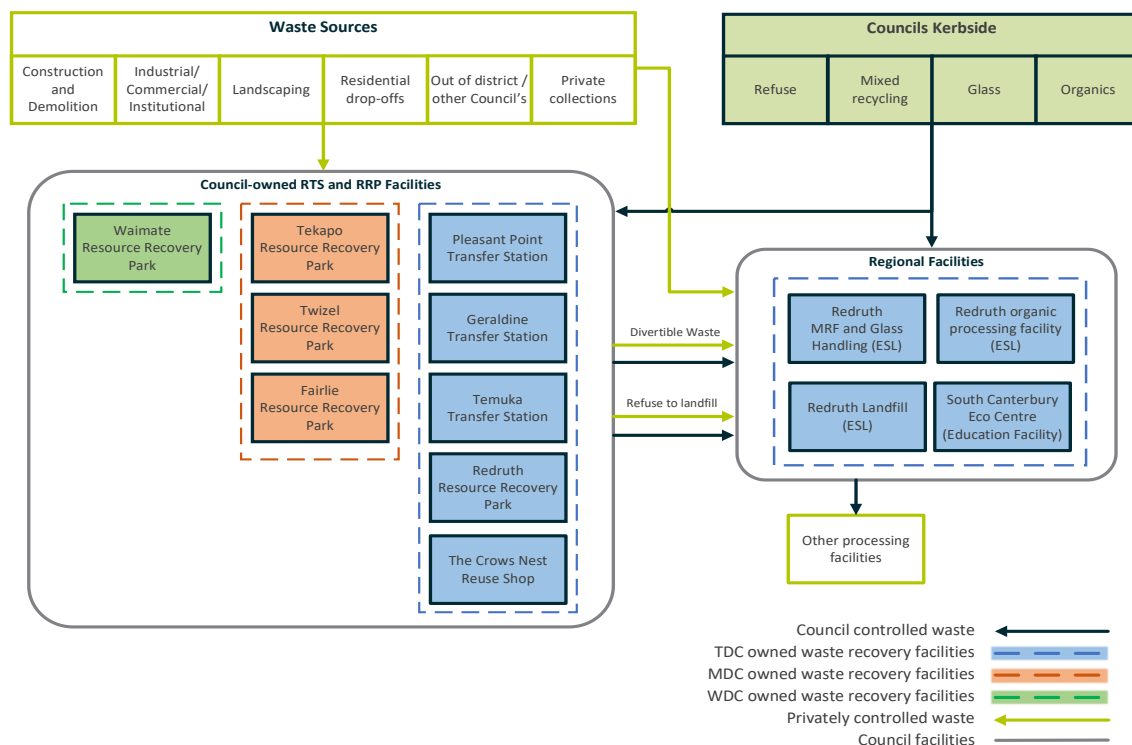 Waste Sources
Construction
and
Demolition
Industrial/
Commercial/
Institutional
Landscaping
Residential
drop-offs
Out of district /
other Council's
Private
collections
Councils Kerbside
Refuse
Mixed
recycling
Glass
Organics
Council-owned RTS and RRP Facilities
Waimate
Resource Recovery
Park
Tekapo
Resource Recovery
Park
Twizel
Resource Recovery
Park
Fairlie
Resource Recovery
Park
Pleasant Point
Transfer Station
Geraldine
Transfer Station
Temuka
Transfer Station
Redruth
Resource Recovery
Park
The Crows Nest
Reuse Shop
Divertible Waste
Refuse to landfill
Regional Facilities
Redruth
MRF and Glass
Handling (ESL)
Redruth organic
processing facility
(ESL)
Redruth Landfill
(ESL)
South Canterbury
Eco Centre
(Education Facility)
Other processing
facilities
Council controlled waste
TDC owned waste recovery facilities
MDC owned waste recovery facilities
WDC owned waste recovery facilities
Privately controlled waste
Council facilities